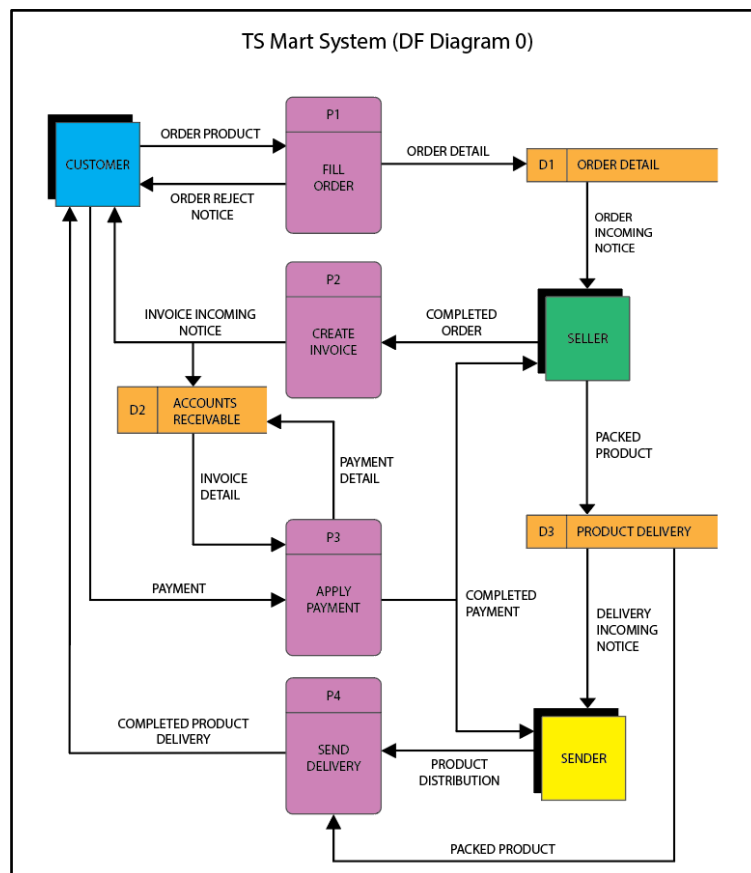 TS Mart System (DF Diagram 0)
P1
ORDER PRODUCT
CUSTOMER
FILL
ORDER
ORDER DETAIL
D1
ORDER DETAIL
ORDER REJECT
NOTICE
ORDER
INCOMING
NOTICE
P2
INVOICE INCOMING
NOTICE
CREATE
INVOICE
COMPLETED
ORDER
SELLER
D2
ACCOUNTS
RECEIVABLE
PACKED
PRODUCT
INVOICE
DETAIL
PAYMENT
DETAIL
P3
D3
PRODUCT DELIVERY
PAYMENT
APPLY
PAYMENT
COMPLETED
PAYMENT
DELIVERY
INCOMING
NOTICE
P4
COMPLETED PRODUCT
DELIVERY
SEND
DELIVERY
PRODUCT
DISTRIBUTION
SENDER
PACKED PRODUCT